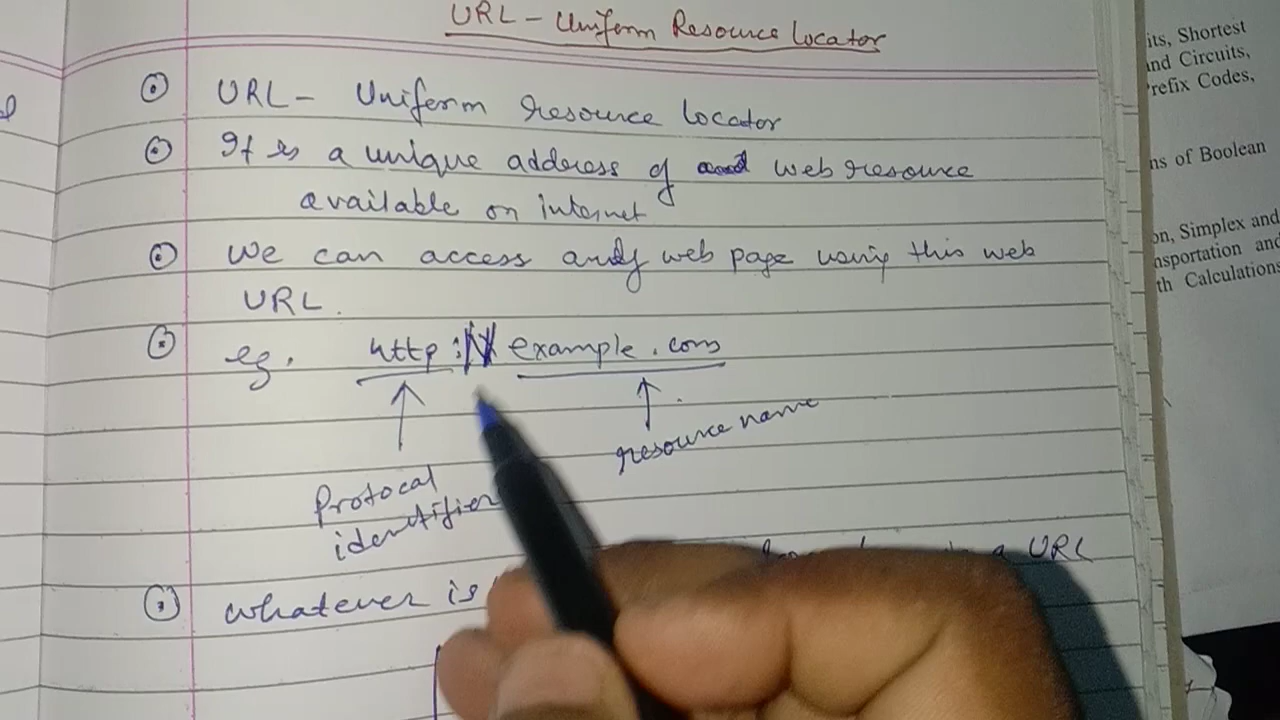 URL - Uniform Resource Locator
URL - Uniform resource locator
It is a unique address of web resource
available on internet
We can access any web page using this web
URL.
eg. http:// example.com
resource name
Protocal
identifier
whatever is a URL
its, Shortest
and Circuits,
Prefix Codes,
ns of Boolean
on, Simplex and
nsportation and
th Calculations